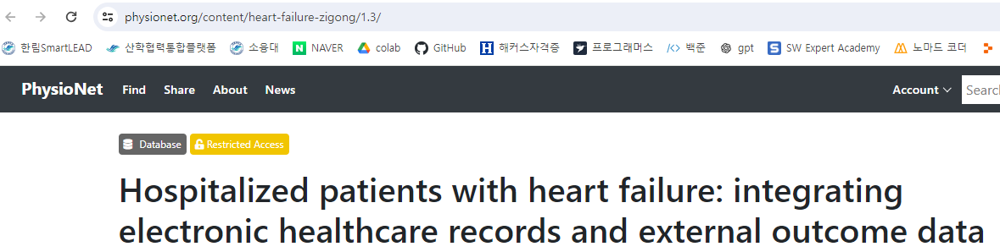 physionet.org/content/heart-failure-zigong/1.3/
한림SmartLEAD 산학협력통합플랫폼 소융대 NAVER colab GitHub 해커스자격증 프로그래머스 백준 gpt SW Expert Academy 노마드 코더
PhysioNet Find Share About News Account Search
Database Restricted Access
Hospitalized patients with heart failure: integrating
electronic healthcare records and external outcome data